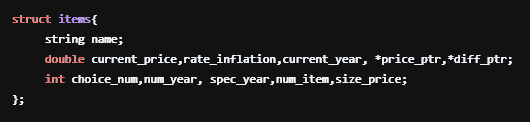 struct items{
string name;
double current_price,rate_inflation,current_year, *price_ptr,*diff_ptr;
int choice_num,num_year, spec_year,num_item,size_price;
};